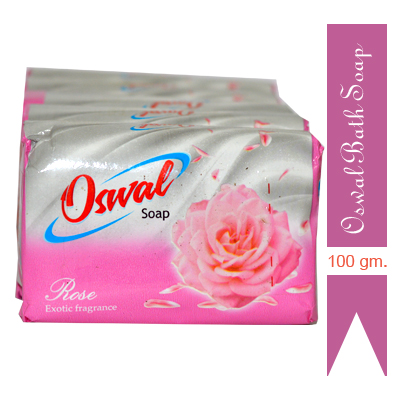 Oswal
Soap
Rose
Exotic fragrance
Oswal Bath Soap
100 gm.